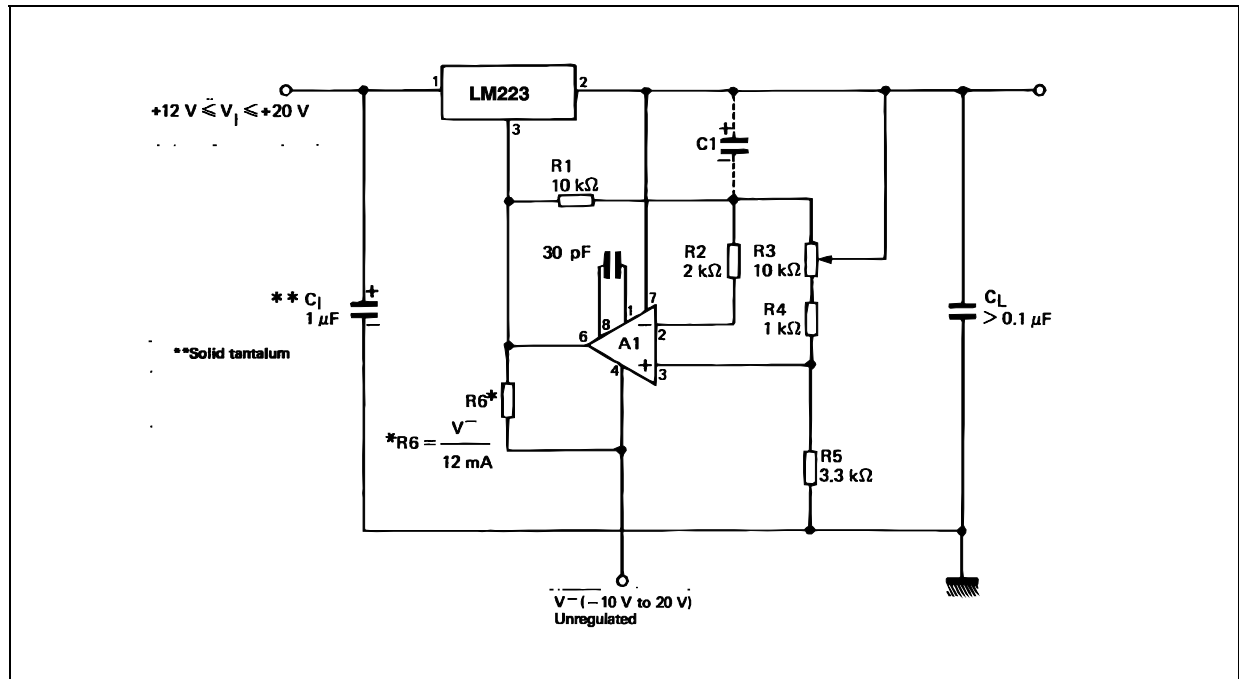 1
LM223
2
+12 V ⩽ V_I ⩽ +20 V
3
C1
+
−
R1
10 kΩ
30 pF
R2
2 kΩ
R3
10 kΩ
**C_I
1 μF
+
−
R4
1 kΩ
C_L
> 0.1 μF
7
1
8
−
2
6
A1
+
3
4
**Solid tantalum
R6*
*R6 = V⁻ / 12 mA
R5
3.3 kΩ
V⁻(−10 V to 20 V)
Unregulated